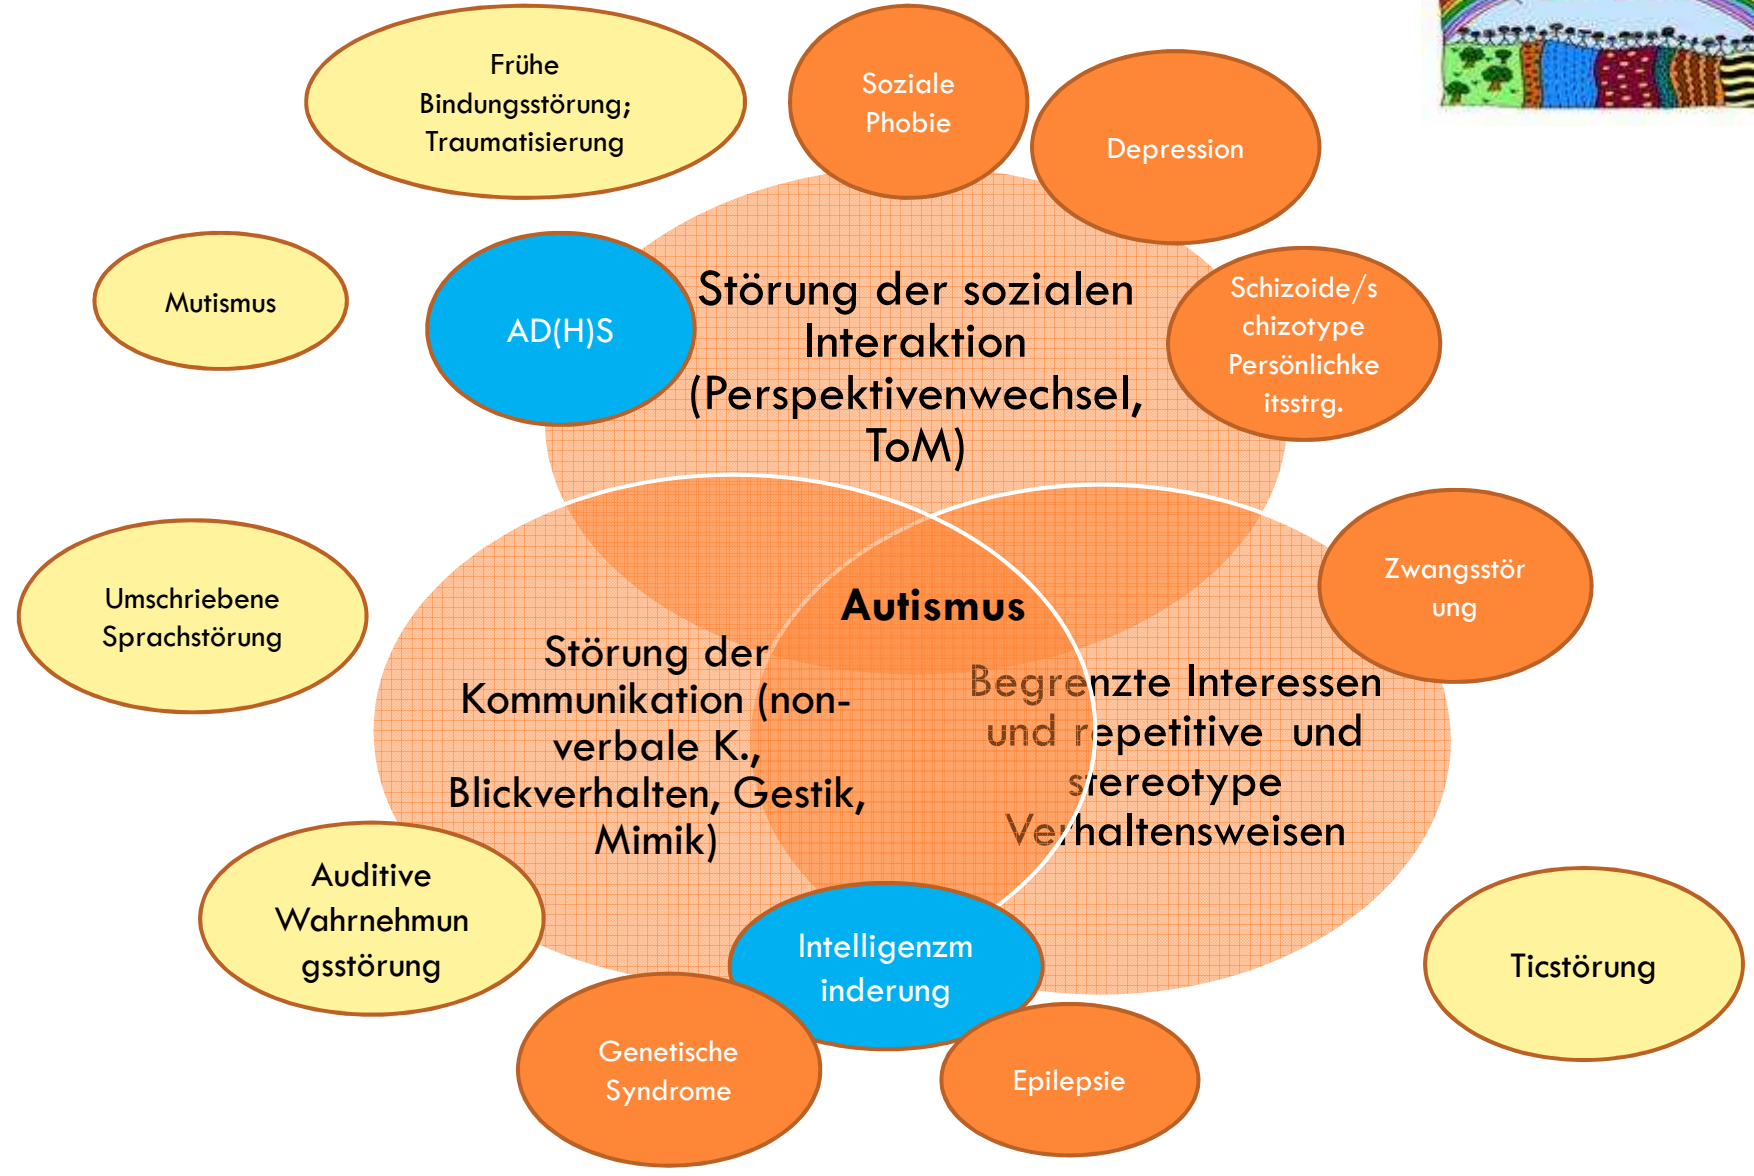 Frühe
Bindungsstörung;
Traumatisierung
Soziale
Phobie
Depression
Mutismus
AD(H)S
Störung der sozialen
Interaktion
(Perspektivenwechsel,
ToM)
Schizoide/s
chizotype
Persönlichke
itsstrg.
Umschriebene
Sprachstörung
Autismus
Zwangsstör
ung
Störung der
Kommunikation (non-
verbale K.,
Blickverhalten, Gestik,
Mimik)
Begrenzte Interessen
und repetitive und
stereotype
Verhaltensweisen
Auditive
Wahrnehmun
gsstörung
Intelligenzm
inderung
Ticstörung
Genetische
Syndrome
Epilepsie